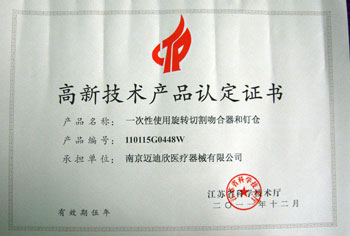 高新技术产品认定证书
产品名称：一次性使用旋转切割吻合器和钉仓
产品编号：110115G0448W
承担单位：南京迈迪欣医疗器械有限公司
江苏省科学技术厅
二〇一一年十二月
有效期伍年